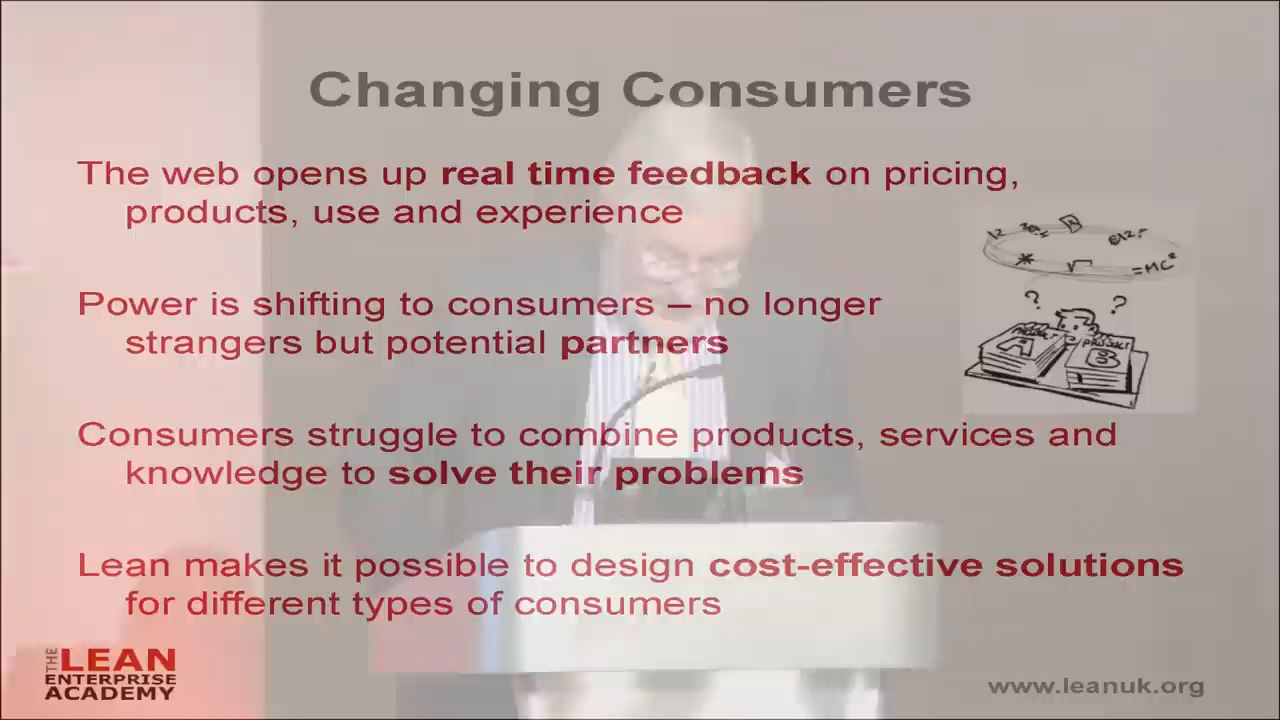 Changing Consumers
The web opens up real time feedback on pricing,
products, use and experience
Power is shifting to consumers – no longer
strangers but potential partners
Consumers struggle to combine products, services and
knowledge to solve their problems
Lean makes it possible to design cost-effective solutions
for different types of consumers
=MC²
? ?
A
PRODUCT
B
THE LEAN
ENTERPRISE
ACADEMY
www.leanuk.org